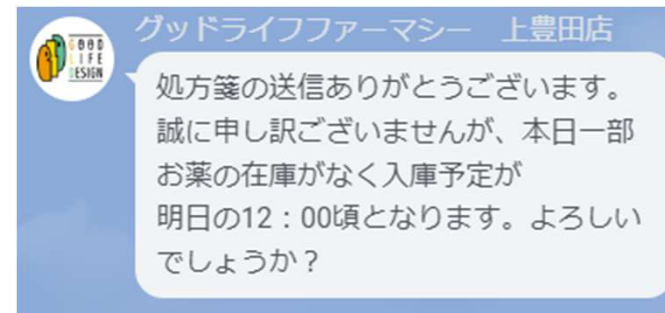 グッドライフファーマシー　上豊田店
GOOD
LIFE
DESIGN
処方箋の送信ありがとうございます。
誠に申し訳ございませんが、本日一部
お薬の在庫がなく入庫予定が
明日の12：00頃となります。よろしい
でしょうか？